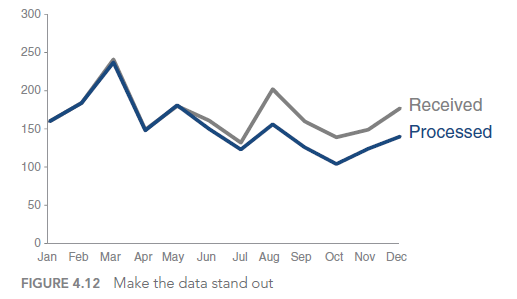 300
250
200
150
100
50
0
Received
Processed
Jan Feb Mar Apr May Jun Jul Aug Sep Oct Nov Dec
FIGURE 4.12 Make the data stand out